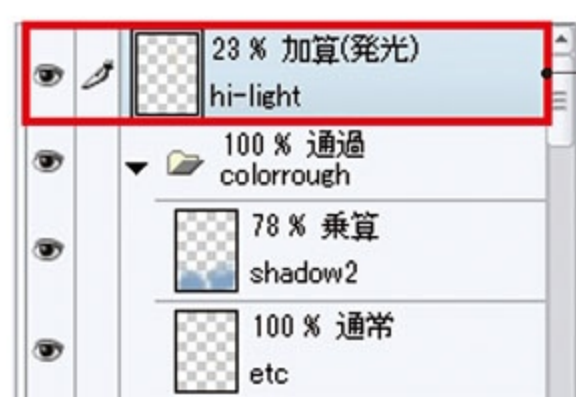 23 % 加算(発光)
hi-light
100 % 通過
colorrough
78 % 乗算
shadow2
100 % 通常
etc